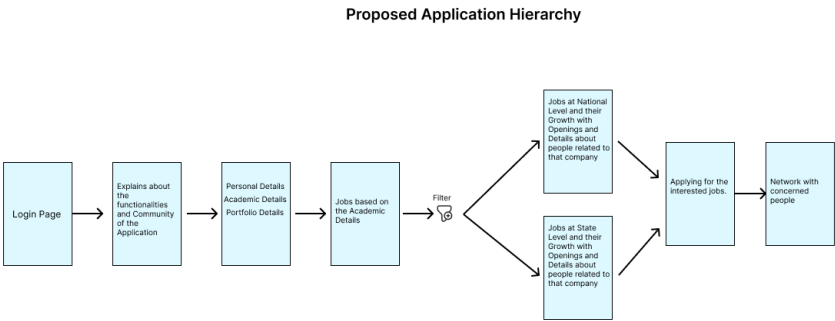 Proposed Application Hierarchy
Login Page
Explains about
the
functionalities
and Community
of the
Application
Personal Details
Academic Details
Portfolio Details
Jobs based on
the Academic
Details
Filter
Jobs at National
Level and their
Growth with
Openings and
Details about
people related to
that company
Jobs at State
Level and their
Growth with
Openings and
Details about
people related to
that company
Applying for the
interested jobs.
Network with
concerned
people